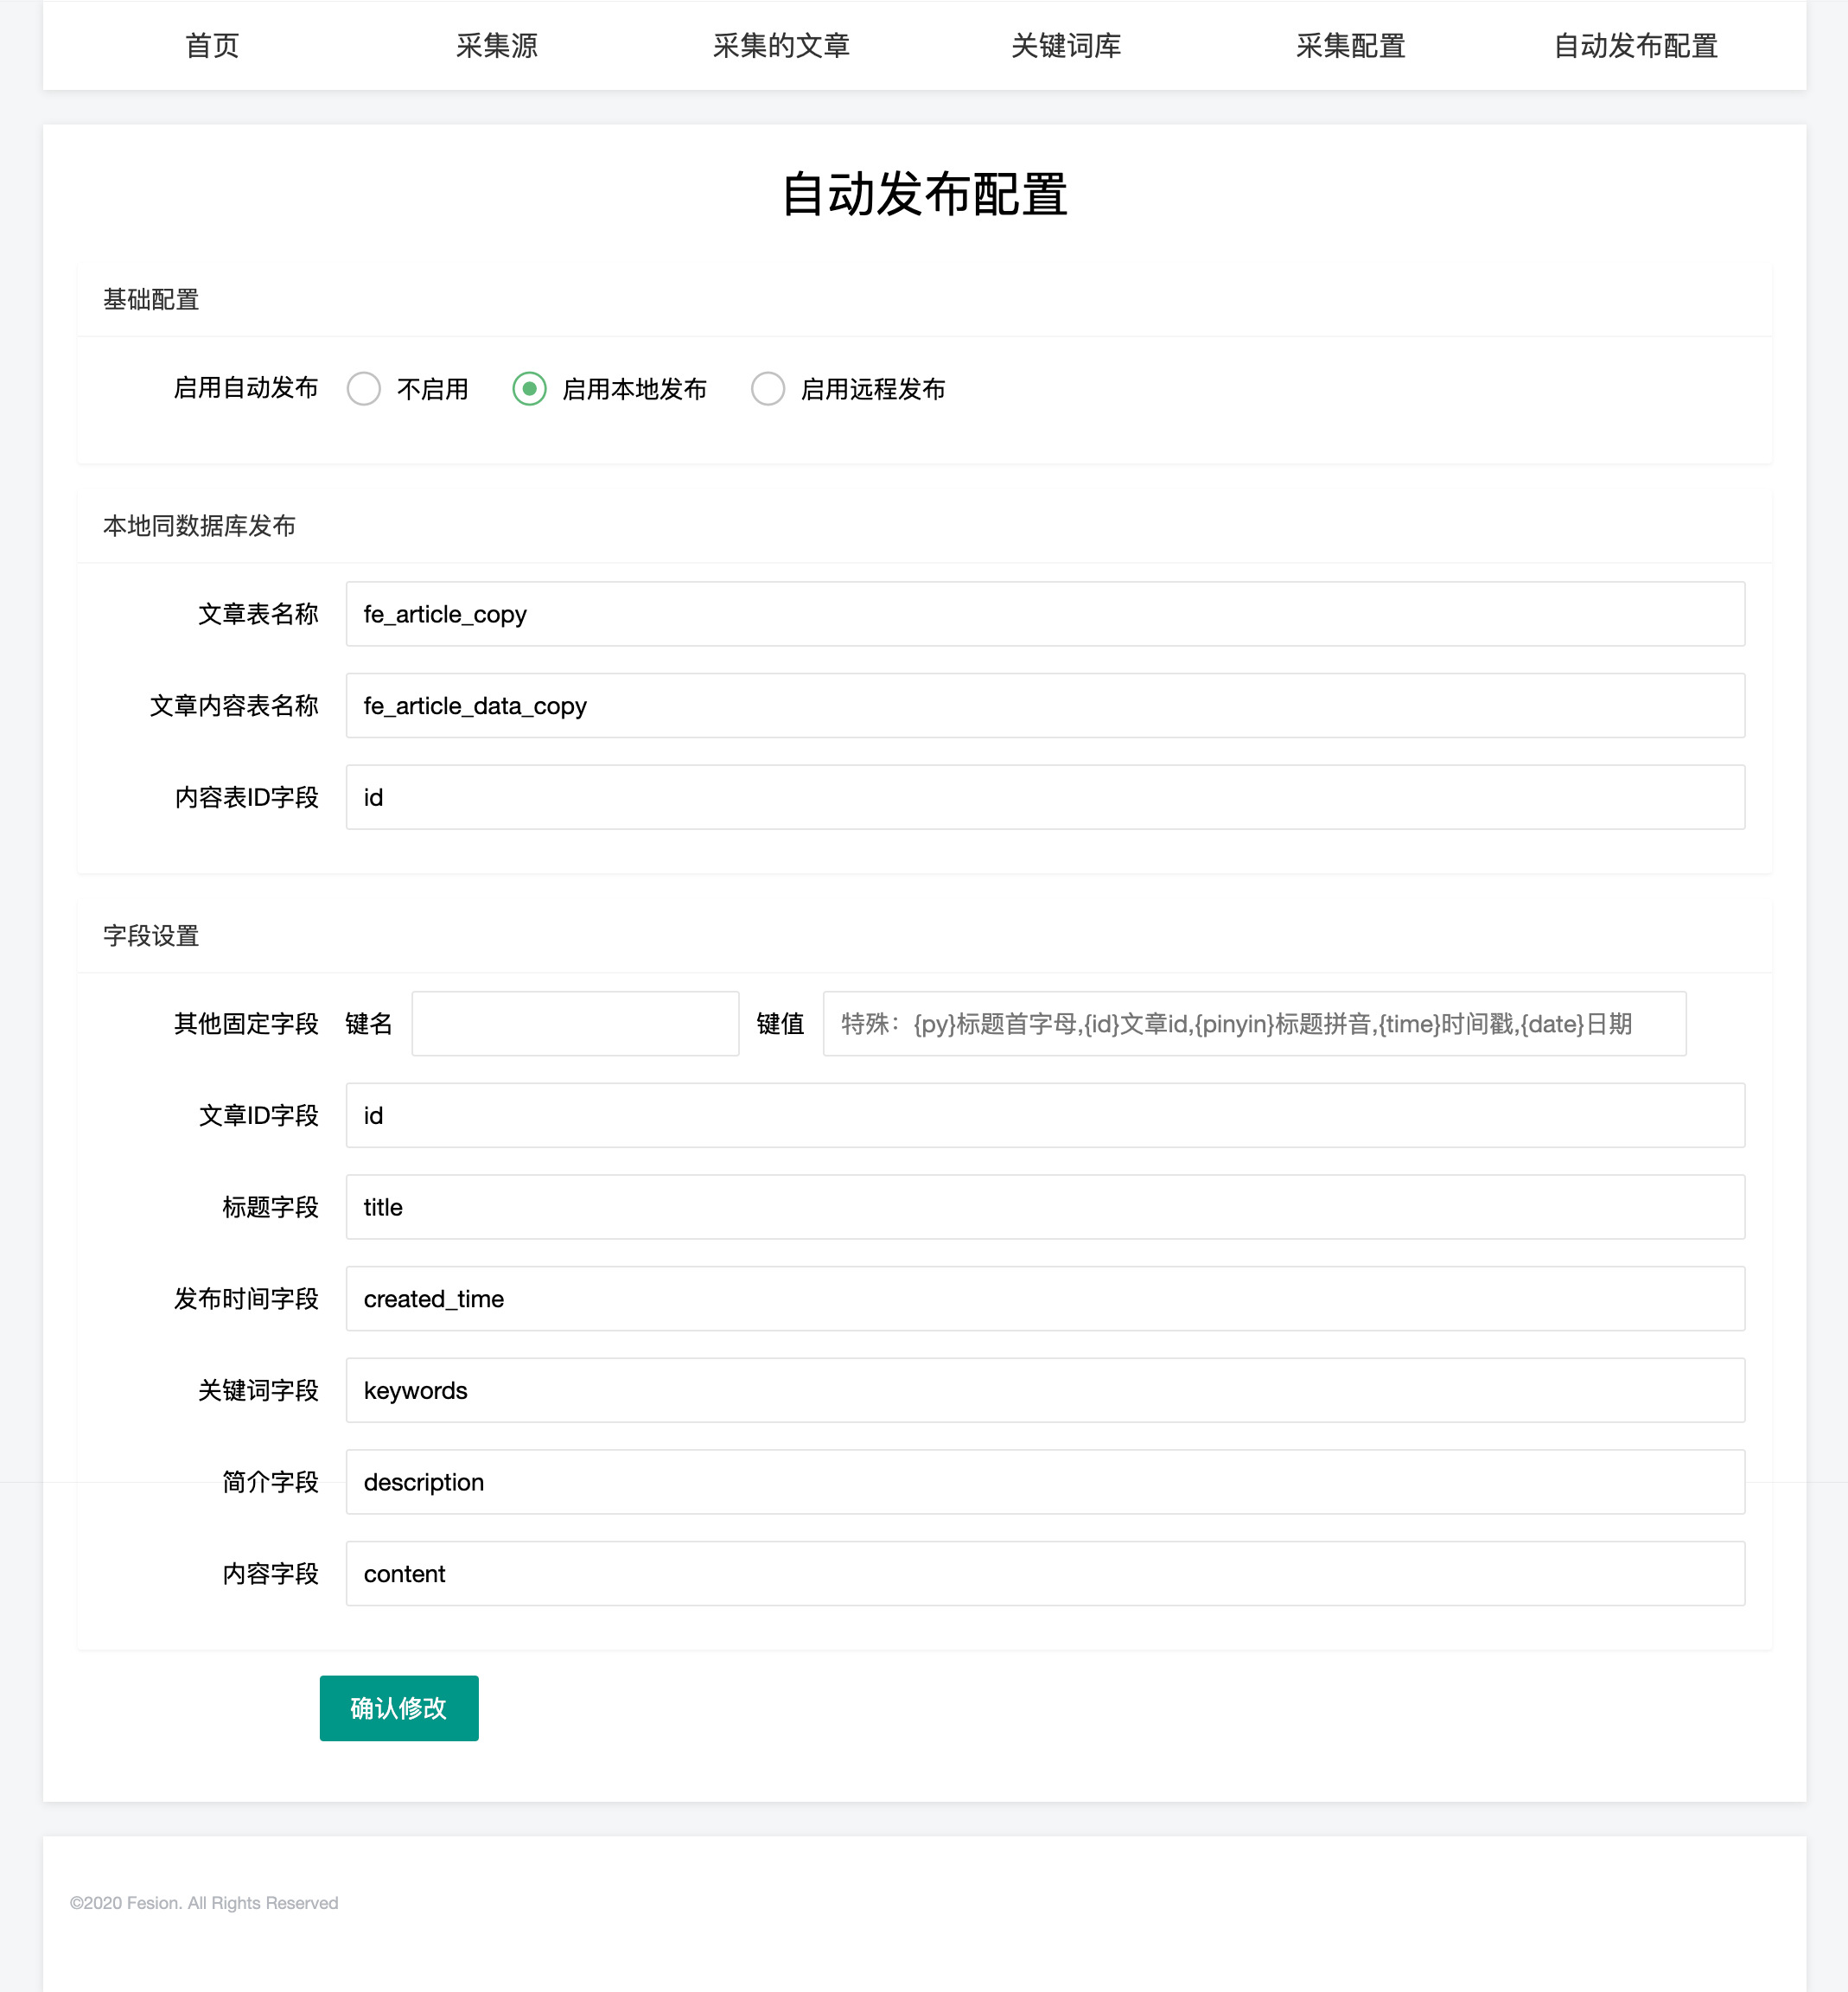 首页 采集源 采集的文章 关键词库 采集配置 自动发布配置
自动发布配置
基础配置
启用自动发布 不启用 启用本地发布 启用远程发布
本地同数据库发布
文章表名称 fe_article_copy
文章内容表名称 fe_article_data_copy
内容表ID字段 id
字段设置
其他固定字段 键名 键值 特殊：{py}标题首字母,{id}文章id,{pinyin}标题拼音,{time}时间戳,{date}日期
文章ID字段 id
标题字段 title
发布时间字段 created_time
关键词字段 keywords
简介字段 description
内容字段 content
确认修改
©2020 Fesion. All Rights Reserved